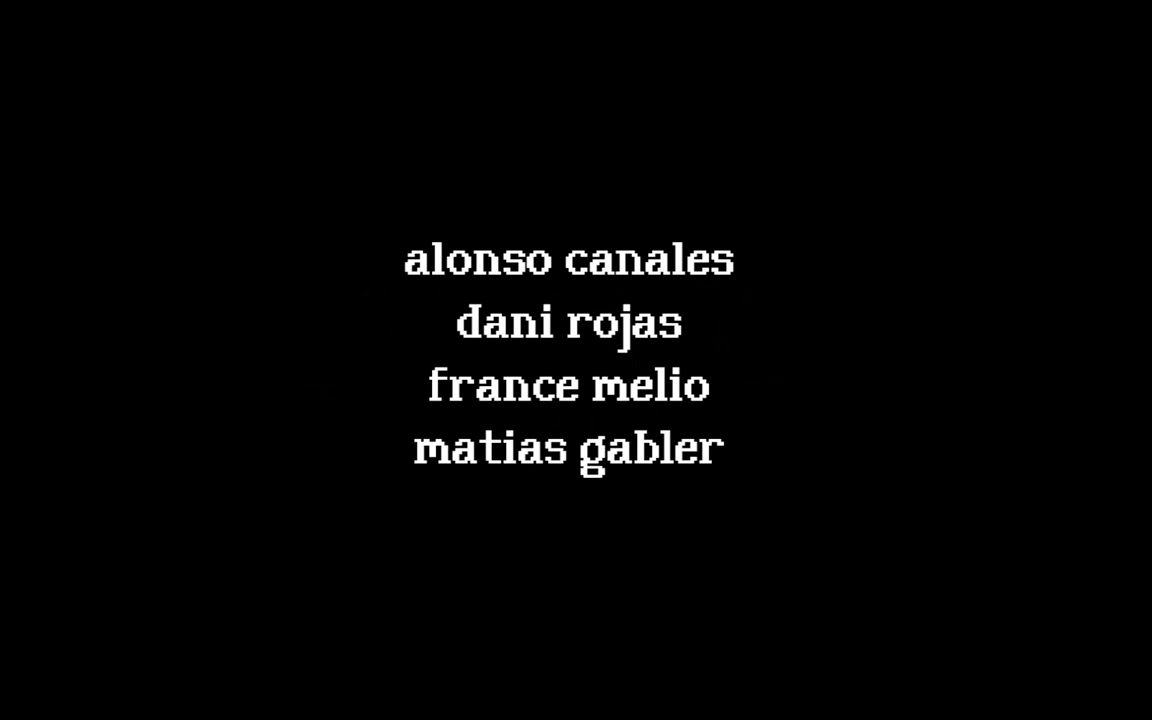 alonso canales
dani rojas
france melio
matias gabler